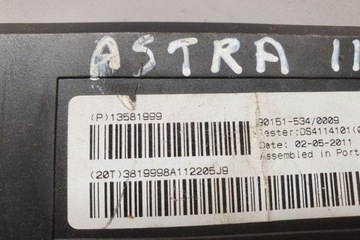 ASTRA
(P)13581999
90151-534/0009
Tester:DS4114101(
Date: 02-05-2011
Assembled in Port
(20T)3819998A112205J9